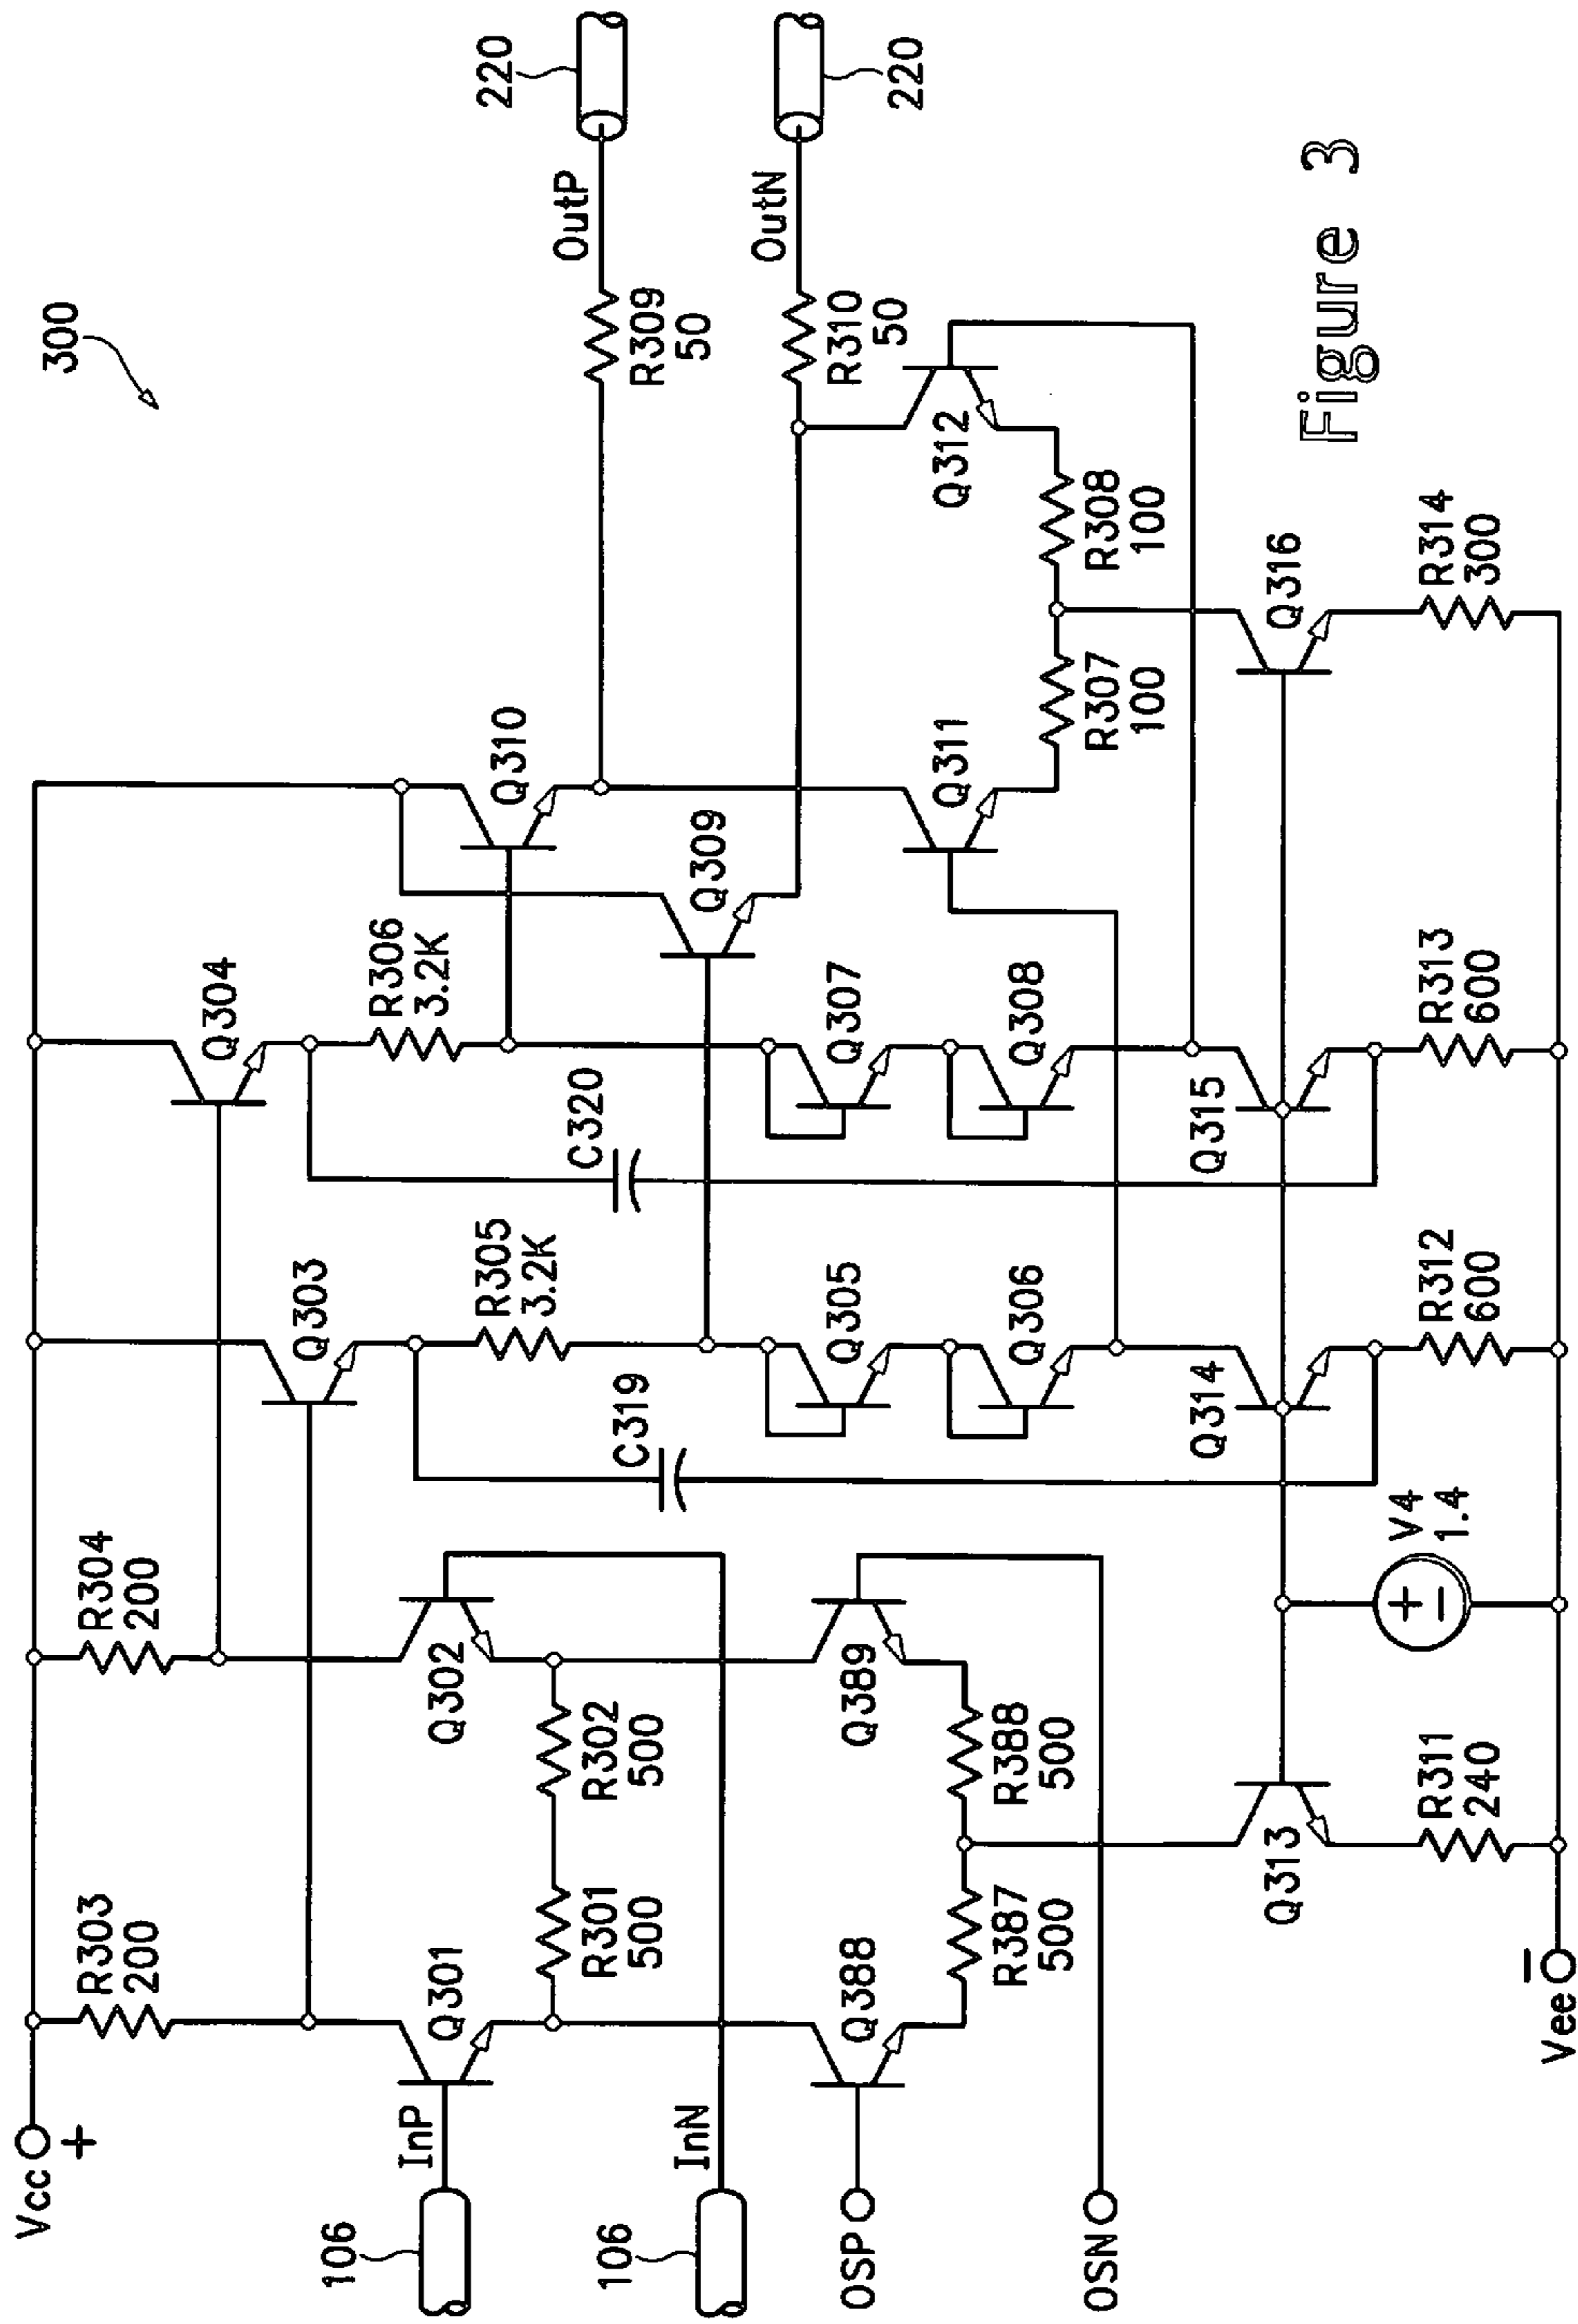 300
Vcc
+
R303
200
R304
200
Q304
R306
3.2K
Q303
R305
3.2K
C320
C319
Q310
Q309
220
OutP
R309
50
220
OutN
R310
50
106
InP
Q301
Q302
R301
500
R302
500
106
InN
Q305
Q306
Q307
Q308
Q311
Q312
R307
100
R308
100
OSP
Q388
Q389
R387
500
R388
500
OSN
Q313
Q314
Q315
Q316
R311
240
V4
1.4
+
−
R312
600
R313
600
R314
300
Vee
−
Figure 3